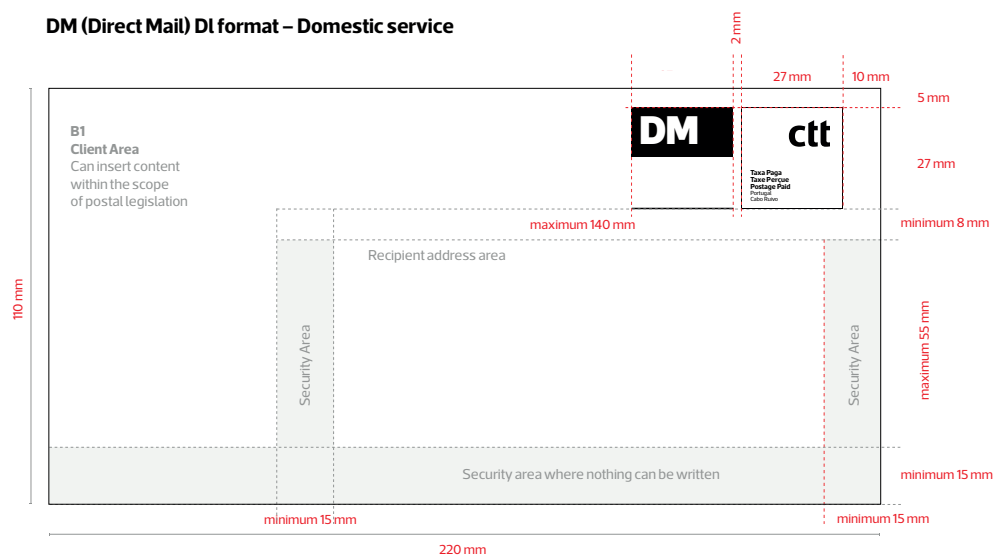 DM (Direct Mail) Dl format – Domestic service
2 mm
27 mm
10 mm
5 mm
B1
Client Area
Can insert content
within the scope
of postal legislation
DM
ctt
27 mm
Taxa Paga
Taxe Perçue
Postage Paid
Portugal
Cabo Ruivo
maximum 140 mm
minimum 8 mm
Recipient address area
110 mm
Security Area
Security Area
maximum 55 mm
Security area where nothing can be written
minimum 15 mm
minimum 15 mm
minimum 15 mm
220 mm